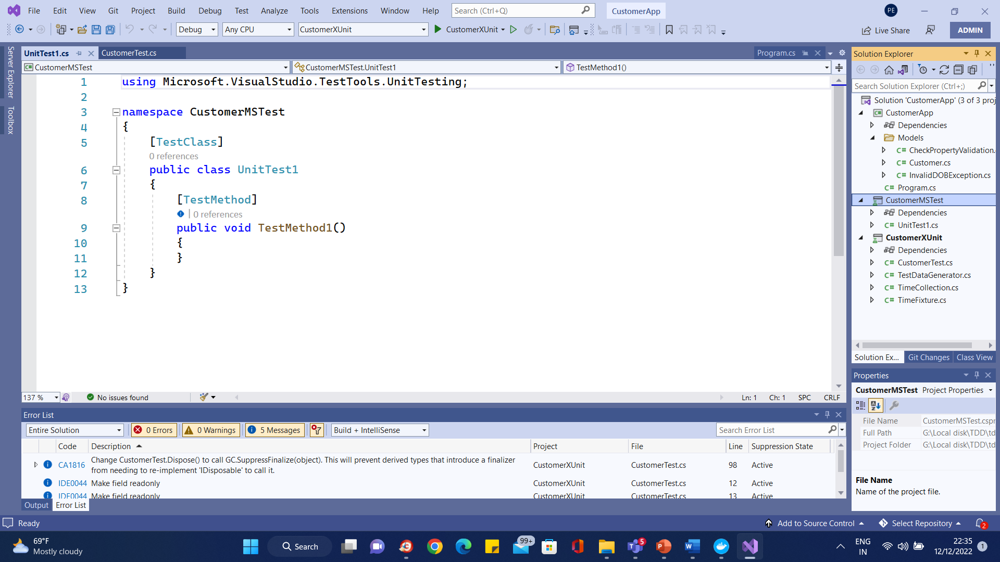 File Edit View Git Project Build Debug Test Analyze Tools Extensions Window Help Search (Ctrl+Q) CustomerApp PE
Debug Any CPU CustomerXUnit CustomerXUnit Live Share ADMIN
Server Explorer
Toolbox
UnitTest1.cs CustomerTest.cs Program.cs
CustomerMSTest CustomerMSTest.UnitTest1 TestMethod1()
1 using Microsoft.VisualStudio.TestTools.UnitTesting;
2
3 namespace CustomerMSTest
4 {
5 [TestClass]
0 references
6 public class UnitTest1
7 {
8 [TestMethod]
0 references
9 public void TestMethod1()
10 {
11 }
12 }
13 }
137 % No issues found Ln: 1 Ch: 1 SPC CRLF
Solution Explorer
Search Solution Explorer (Ctrl+;)
Solution 'CustomerApp' (3 of 3 proj
CustomerApp
Dependencies
Models
CheckPropertyValidation.
Customer.cs
InvalidDOBException.cs
Program.cs
CustomerMSTest
Dependencies
UnitTest1.cs
CustomerXUnit
Dependencies
CustomerTest.cs
TestDataGenerator.cs
TimeCollection.cs
TimeFixture.cs
Solution Ex... Git Changes Class View
Properties
CustomerMSTest Project Properties
File Name CustomerMSTest.cspr
Full Path G:\Local disk\TDD\td
Project Folder G:\Local disk\TDD\td
File Name
Name of the project file.
Error List
Entire Solution 0 Errors 0 Warnings 5 Messages Build + IntelliSense Search Error List
Code Description Project File Line Suppression State
CA1816 Change CustomerTest.Dispose() to call GC.SuppressFinalize(object). This will prevent derived types that introduce a finalizer
from needing to re-implement 'IDisposable' to call it. CustomerXUnit CustomerTest.cs 98 Active
IDE0044 Make field readonly CustomerXUnit CustomerTest.cs 12 Active
IDE0044 Make field readonly CustomerXUnit CustomerTest.cs 13 Active
Output Error List
Ready Add to Source Control Select Repository 2
69°F
Mostly cloudy
Search 99+ 5
ENG
IN
22:35
12/12/2022 1